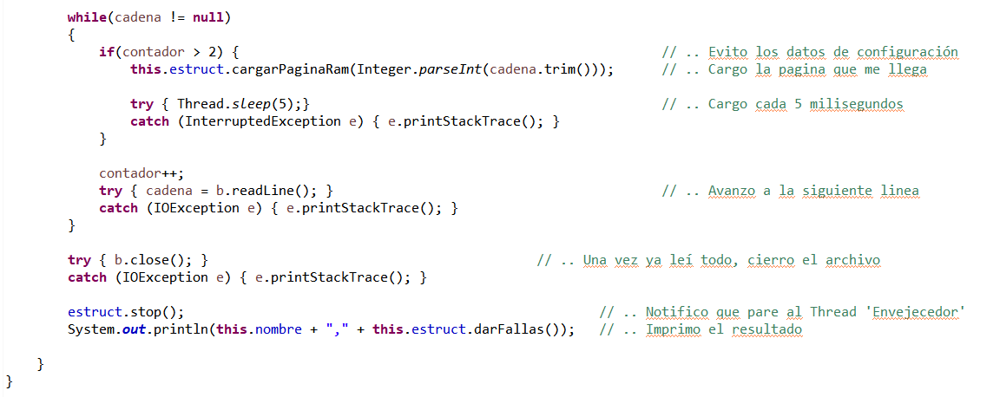 while(cadena != null)
{
if(contador > 2) { // .. Evito los datos de configuración
this.estruct.cargarPaginaRam(Integer.parseInt(cadena.trim())); // .. Cargo la pagina que me llega
try { Thread.sleep(5);} // .. Cargo cada 5 milisegundos
catch (InterruptedException e) { e.printStackTrace(); }
}
contador++;
try { cadena = b.readLine(); } // .. Avanzo a la siguiente linea
catch (IOException e) { e.printStackTrace(); }
}
try { b.close(); } // .. Una vez ya leí todo, cierro el archivo
catch (IOException e) { e.printStackTrace(); }
estruct.stop(); // .. Notifico que pare al Thread 'Envejecedor'
System.out.println(this.nombre + "," + this.estruct.darFallas()); // .. Imprimo el resultado
}
}